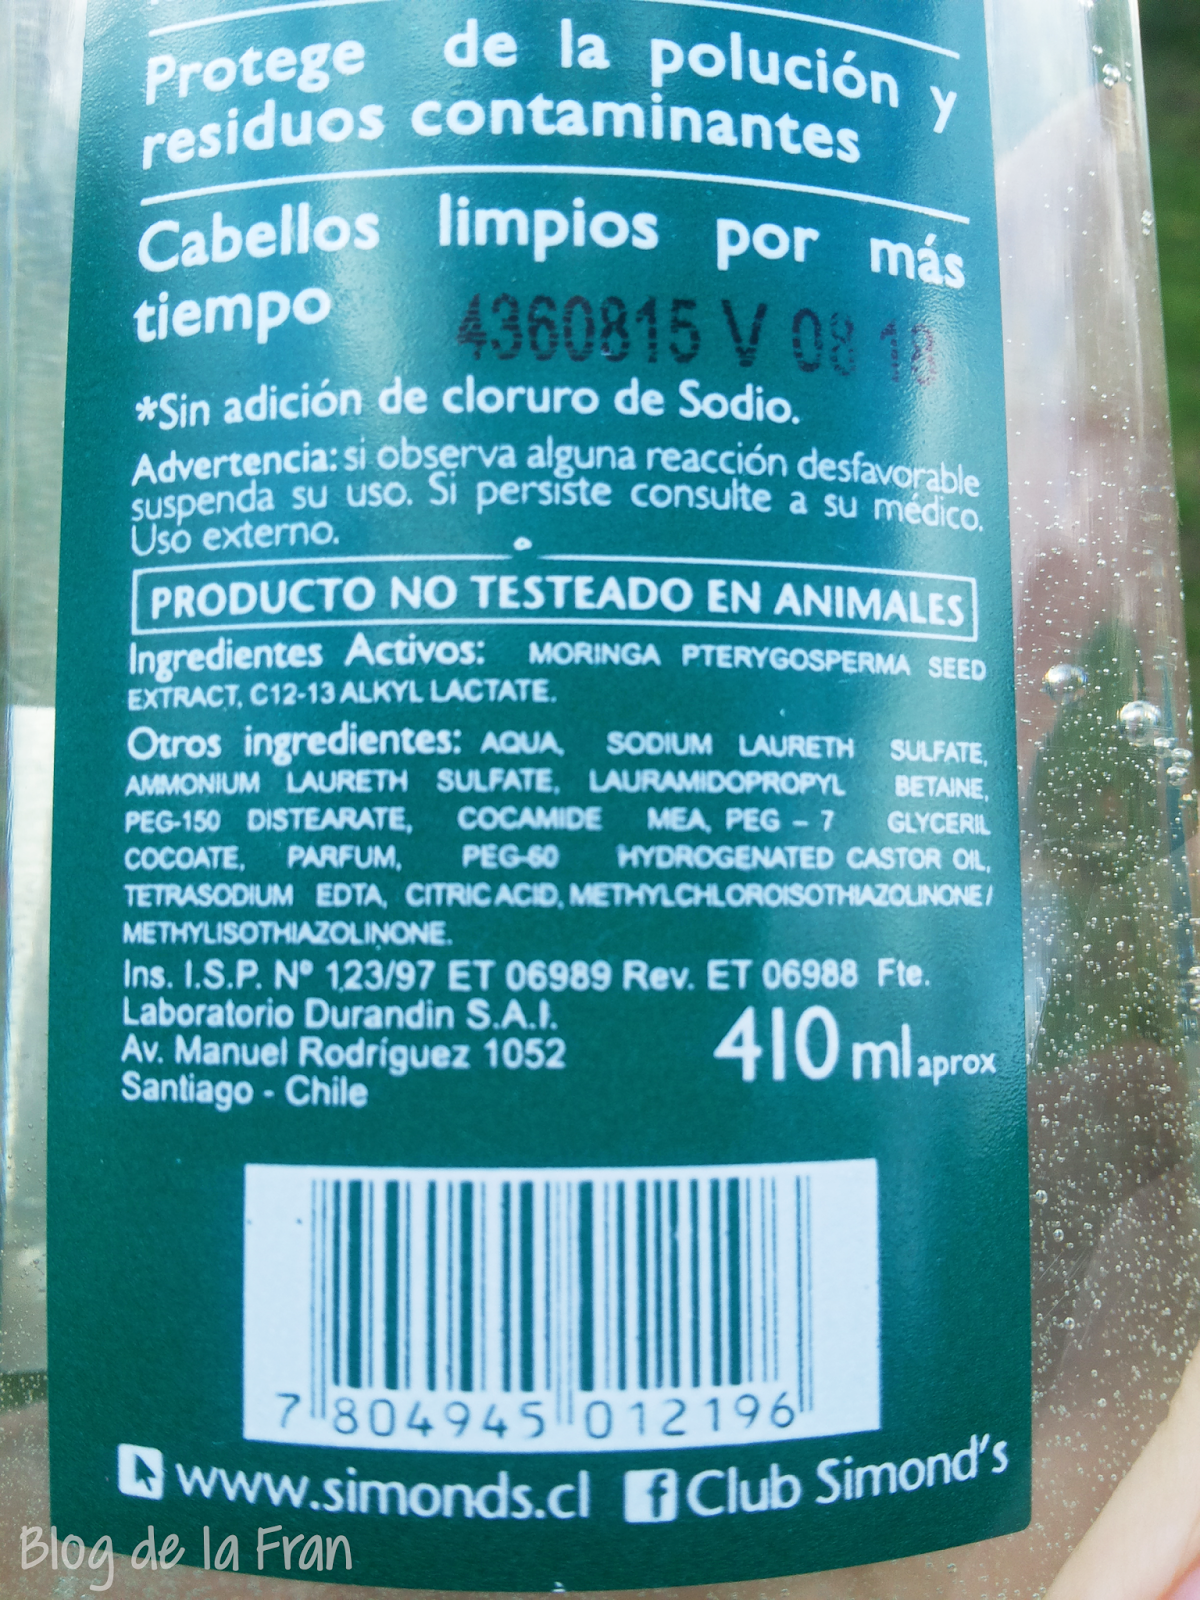 Protege de la polución y
residuos contaminantes
Cabellos limpios por más
tiempo
4360815 V 08
*Sin adición de cloruro de Sodio.
Advertencia: si observa alguna reacción desfavorable
suspenda su uso. Si persiste consulte a su médico.
Uso externo.
PRODUCTO NO TESTEADO EN ANIMALES
Ingredientes Activos: MORINGA PTERYGOSPERMA SEED
EXTRACT, C12-13 ALKYL LACTATE.
Otros ingredientes: AQUA, SODIUM LAURETH SULFATE,
AMMONIUM LAURETH SULFATE, LAURAMIDOPROPYL BETAINE,
PEG-150 DISTEARATE, COCAMIDE MEA, PEG - 7 GLYCERIL
COCOATE, PARFUM, PEG-60 HYDROGENATED CASTOR OIL,
TETRASODIUM EDTA, CITRIC ACID, METHYLCHLOROISOTHIAZOLINONE/
METHYLISOTHIAZOLINONE.
Ins. I.S.P. Nº 123/97 ET 06989 Rev. ET 06988 Fte.
Laboratorio Durandin S.A.I.
Av. Manuel Rodríguez 1052
Santiago - Chile
410 ml aprox
7 804945 012196
www.simonds.cl Club Simond's
Blog de la Fran